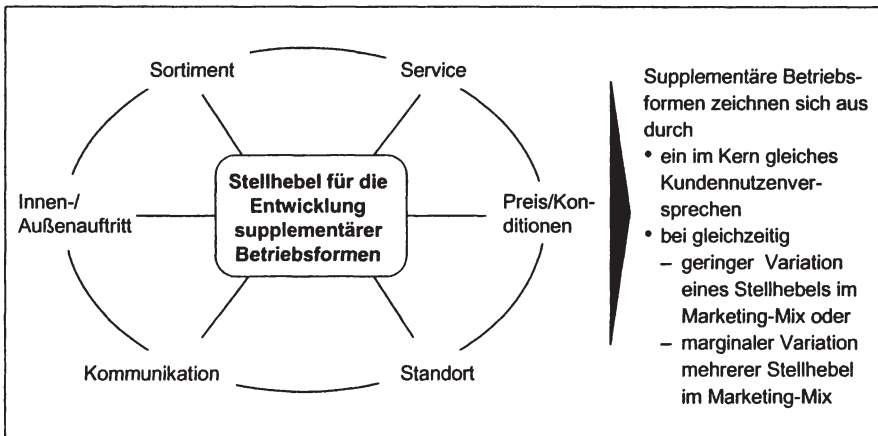 Sortiment
Service
Innen-/
Außenauftritt
Stellhebel für die
Entwicklung
supplementärer
Betriebsformen
Preis/Kon-
ditionen
Kommunikation
Standort
Supplementäre Betriebs-
formen zeichnen sich aus
durch
• ein im Kern gleiches
Kundennutzenver-
sprechen
• bei gleichzeitig
– geringer Variation
eines Stellhebels im
Marketing-Mix oder
– marginaler Variation
mehrerer Stellhebel
im Marketing-Mix